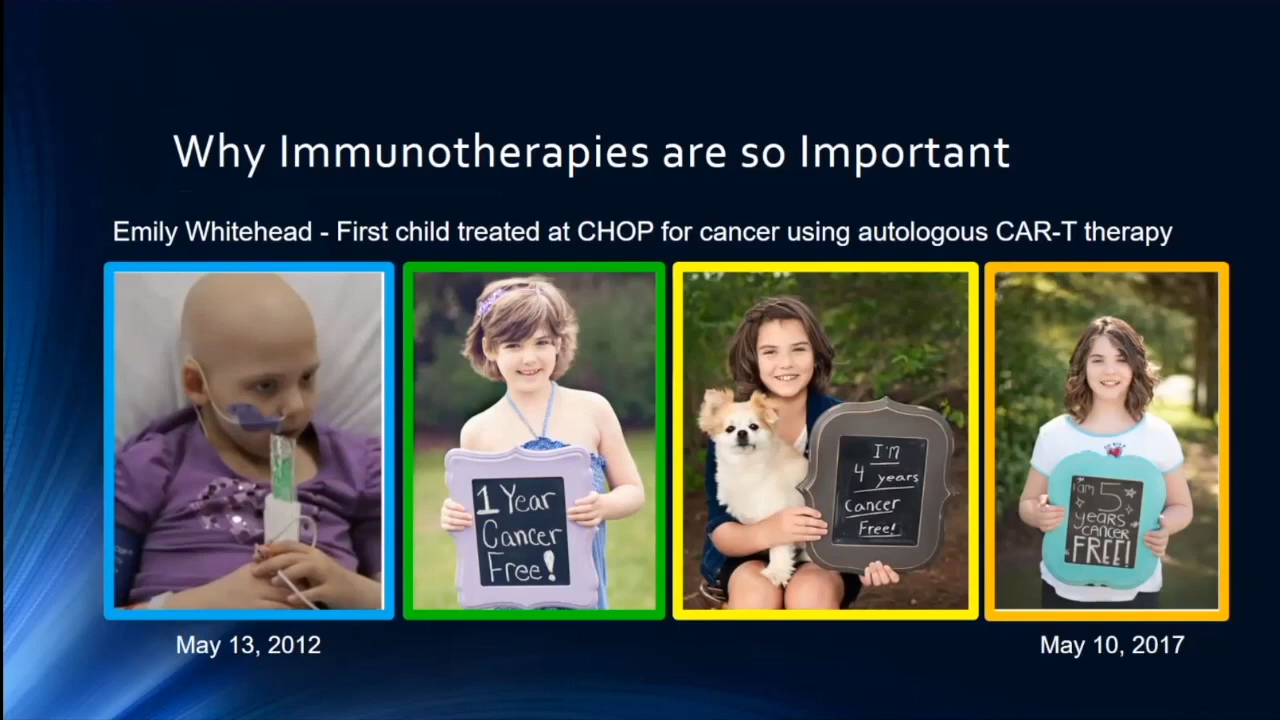 Why Immunotherapies are so Important
Emily Whitehead - First child treated at CHOP for cancer using autologous CAR-T therapy
1 Year
Cancer
Free!
I'm
4 years
cancer
Free!
i am 5
years
CANCER
FREE!
May 13, 2012
May 10, 2017